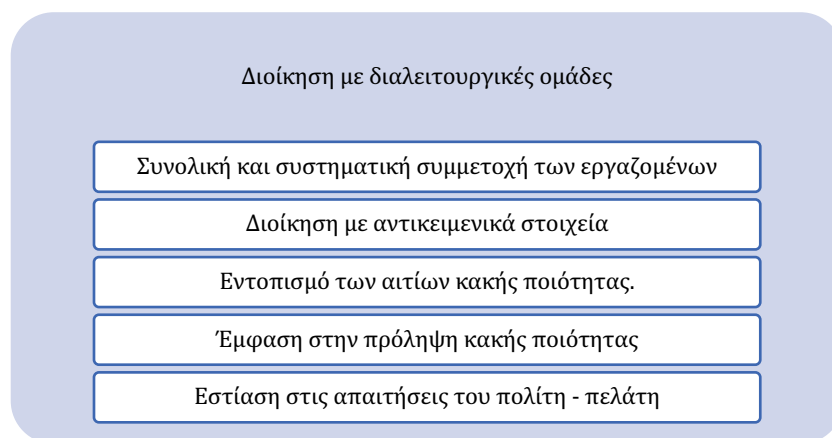 Διοίκηση με διαλειτουργικές ομάδες
Συνολική και συστηματική συμμετοχή των εργαζομένων
Διοίκηση με αντικειμενικά στοιχεία
Εντοπισμό των αιτίων κακής ποιότητας.
Έμφαση στην πρόληψη κακής ποιότητας
Εστίαση στις απαιτήσεις του πολίτη - πελάτη